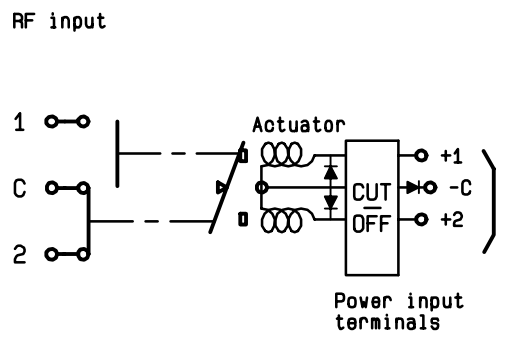 RF input
Actuator
1
+1
C
CUT
OFF
-C
2
+2
Power input
terminals